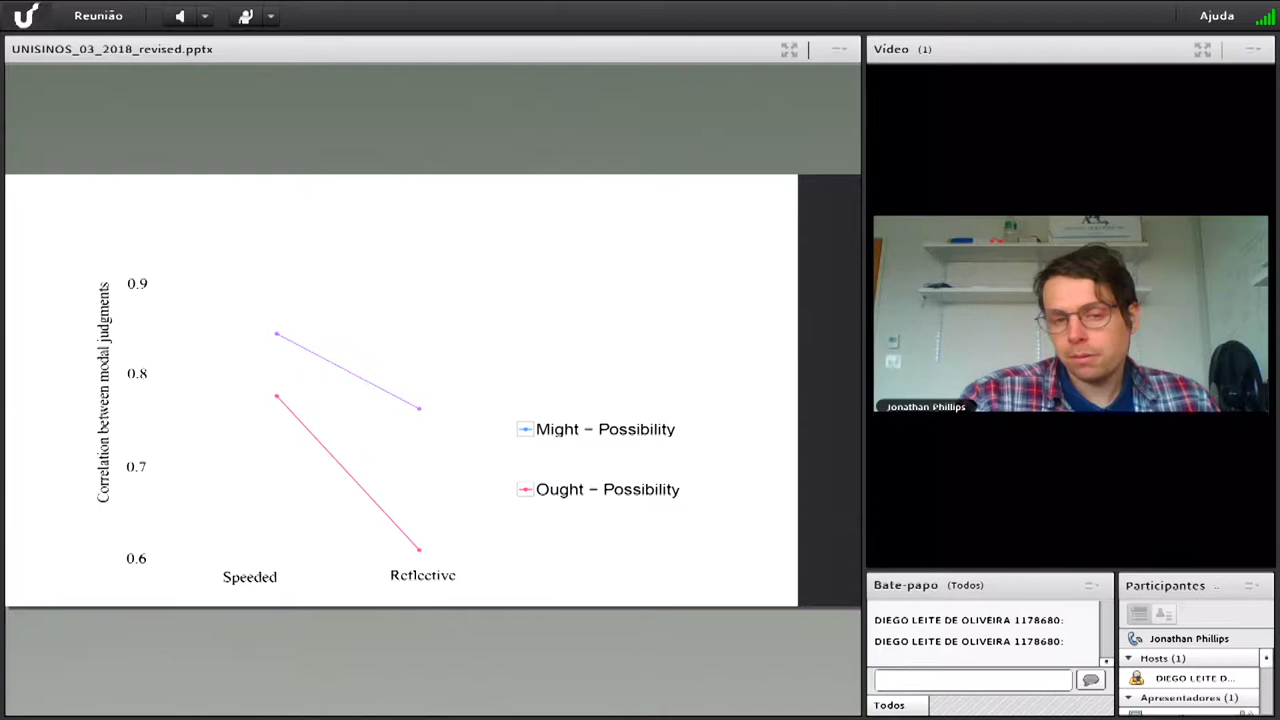 Reunião
Ajuda
UNISINOS_03_2018_revised.pptx
Vídeo (1)
Correlation between modal judgments
0.9
0.8
0.7
0.6
Speeded
Reflective
Might – Possibility
Ought – Possibility
Jonathan Phillips
Bate-papo (Todos)
DIEGO LEITE DE OLIVEIRA 1178680:
DIEGO LEITE DE OLIVEIRA 1178680:
Todos
Participantes ..
Jonathan Phillips
Hosts (1)
DIEGO LEITE D...
Apresentadores (1)